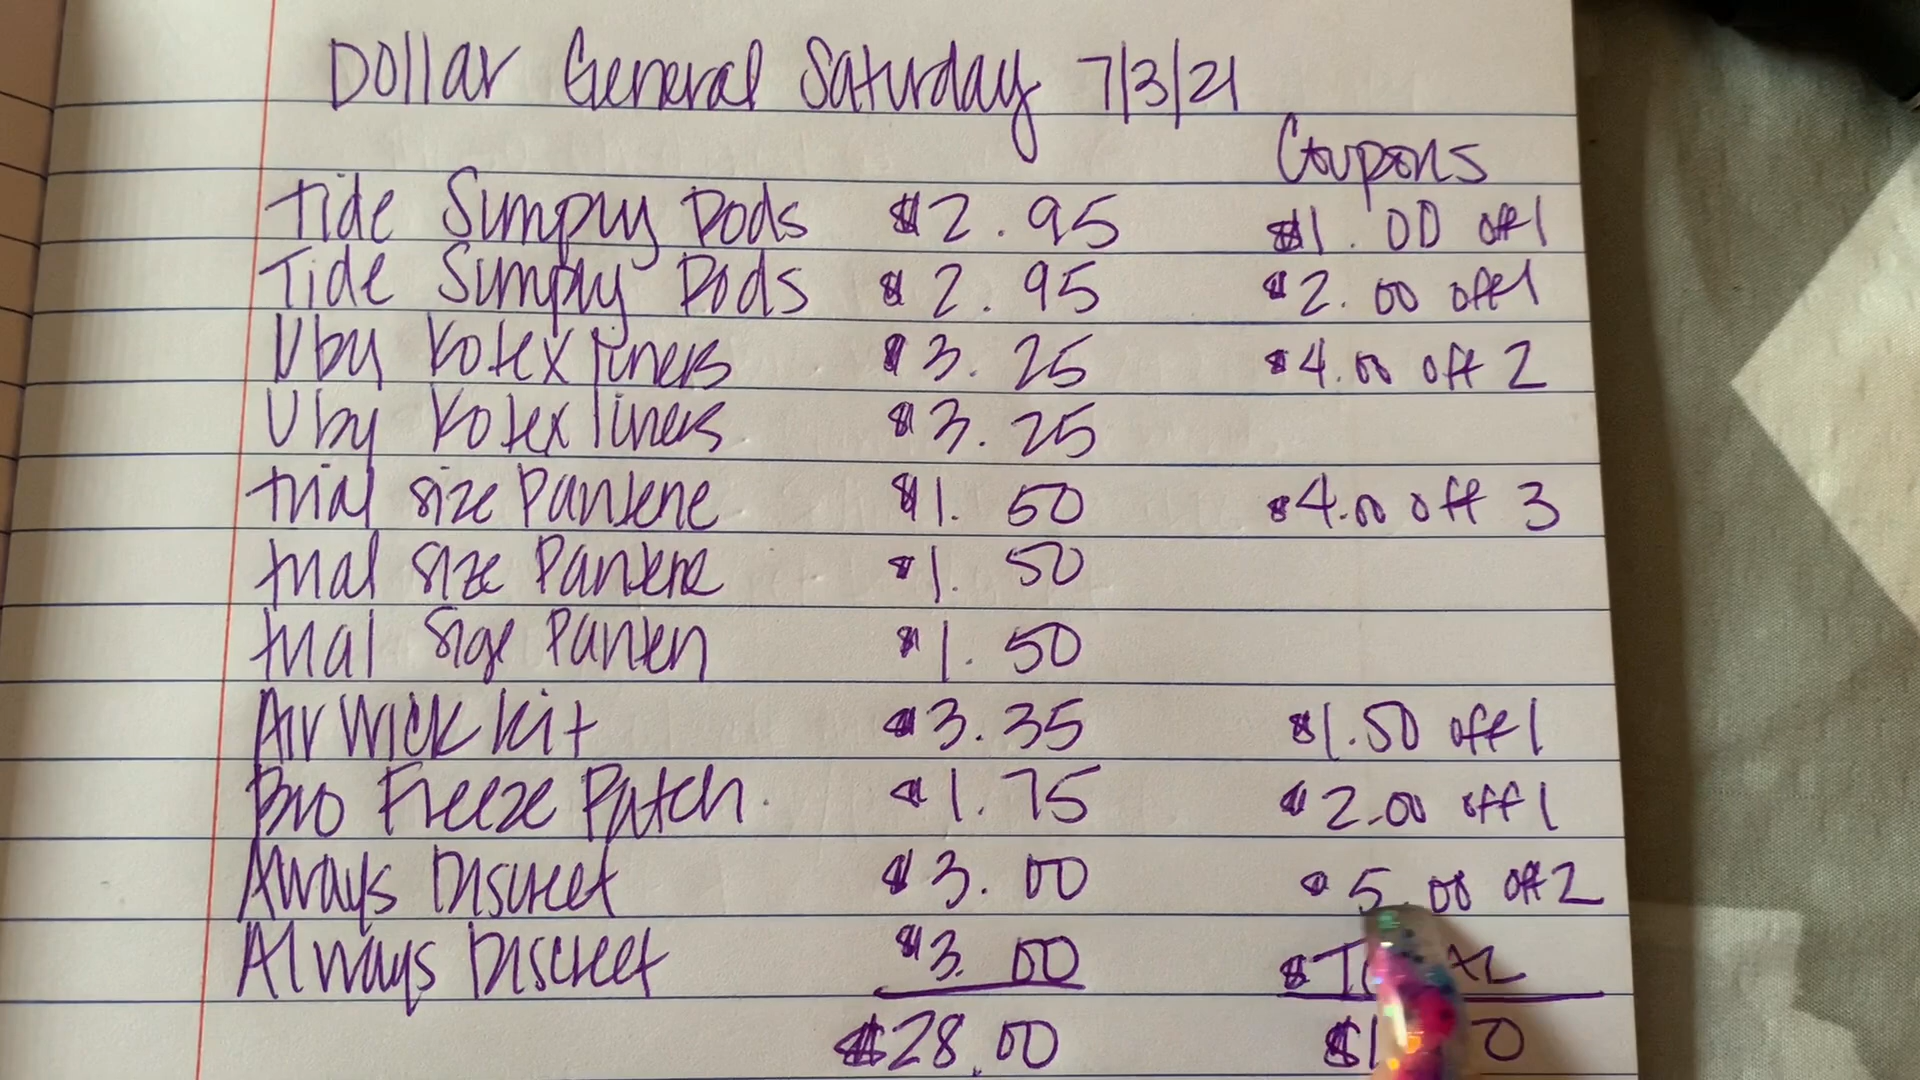 Dollar General Saturday 7/3/21
Coupons
Tide Simply Pods $2.95 $1.00 off 1
Tide Simply Pods $2.95 $2.00 off 1
U by Kotex liners $3.25 $4.00 off 2
U by Kotex liners $3.25
trial size Pantene $1.50 $4.00 off 3
trial size Pantene $1.50
trial size Panten $1.50
Air Wick Kit $3.35 $1.50 off 1
Bio Freeze Patch $1.75 $2.00 off 1
Aways Discreet $3.00 $5.00 off 2
Always Discreet $3.00
$28.00